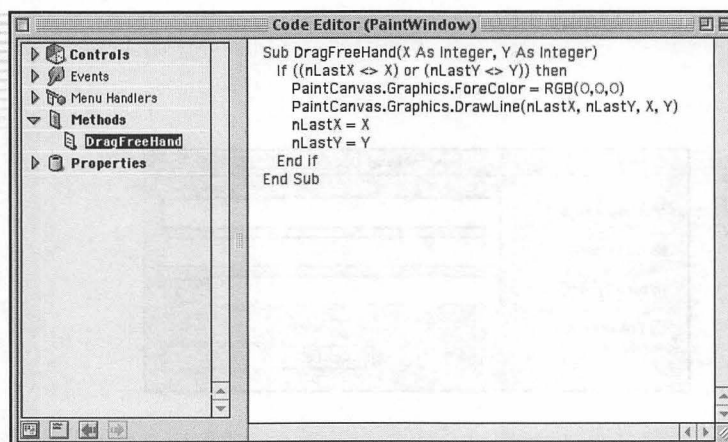 Code Editor (PaintWindow)
Controls
Events
Menu Handlers
Methods
DragFreeHand
Properties
Sub DragFreeHand(X As Integer, Y As Integer)
If ((nLastX <> X) or (nLastY <> Y)) then
PaintCanvas.Graphics.ForeColor = RGB(0,0,0)
PaintCanvas.Graphics.DrawLine(nLastX, nLastY, X, Y)
nLastX = X
nLastY = Y
End if
End Sub